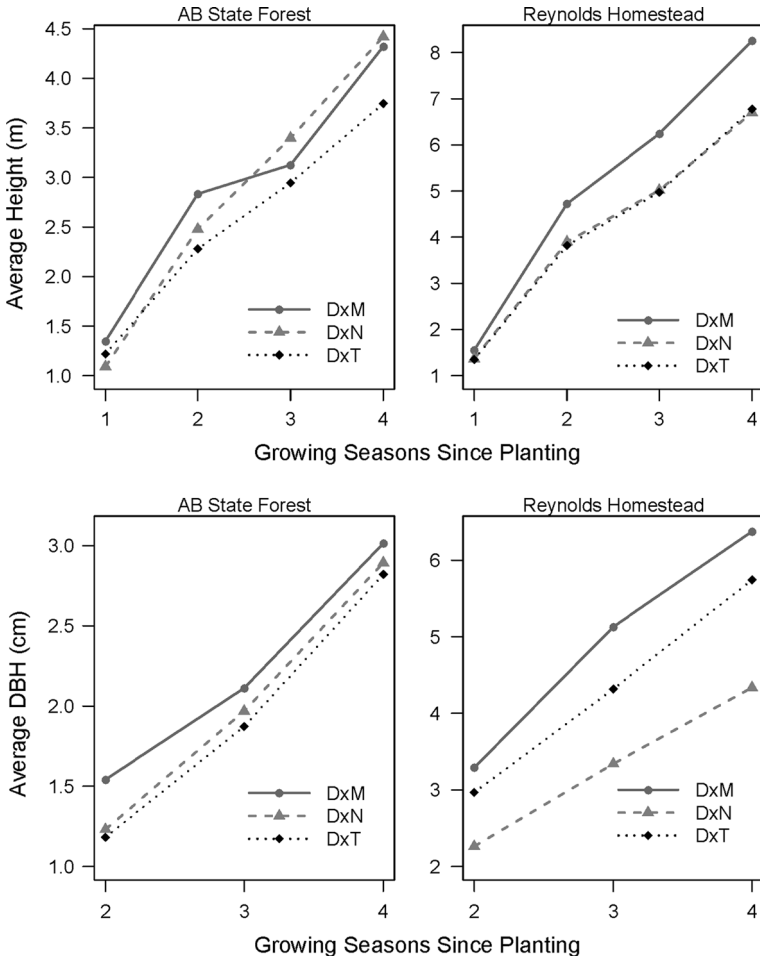 AB State Forest
Reynolds Homestead
Average Height (m)
4.5
4.0
3.5
3.0
2.5
2.0
1.5
1.0
DxM
DxN
DxT
1 2 3 4
8
7
6
5
4
3
2
1
DxM
DxN
DxT
1 2 3 4
Growing Seasons Since Planting
AB State Forest
Reynolds Homestead
Average DBH (cm)
3.0
2.5
2.0
1.5
1.0
DxM
DxN
DxT
2 3 4
6
5
4
3
2
DxM
DxN
DxT
2 3 4
Growing Seasons Since Planting